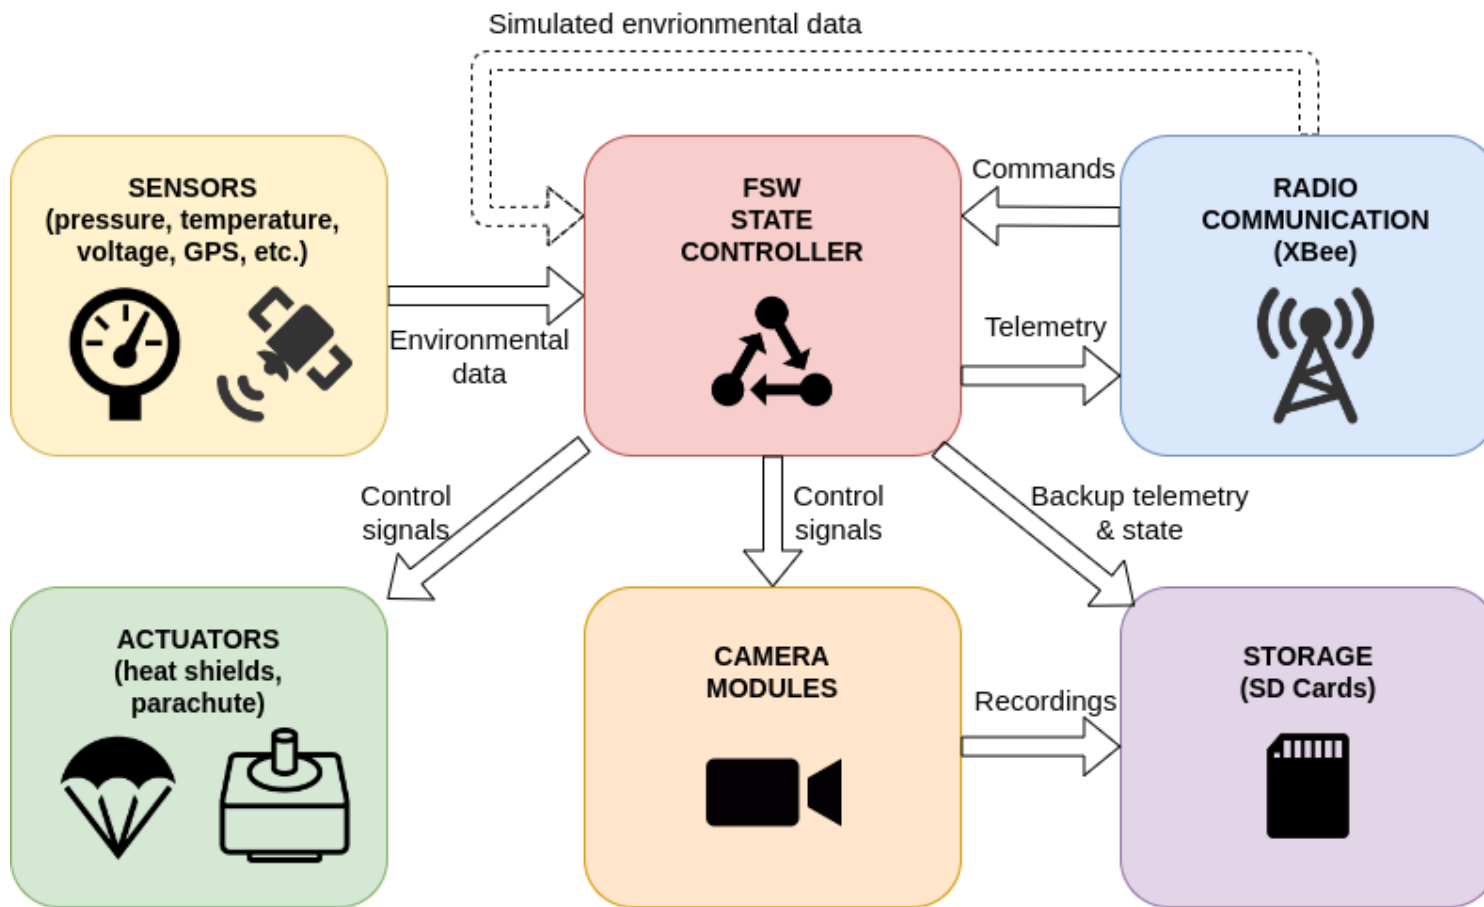 Simulated envrionmental data
SENSORS
(pressure, temperature,
voltage, GPS, etc.)
Environmental
data
FSW
STATE
CONTROLLER
Commands
Telemetry
RADIO
COMMUNICATION
(XBee)
Control
signals
Control
signals
Backup telemetry
& state
ACTUATORS
(heat shields,
parachute)
CAMERA
MODULES
Recordings
STORAGE
(SD Cards)